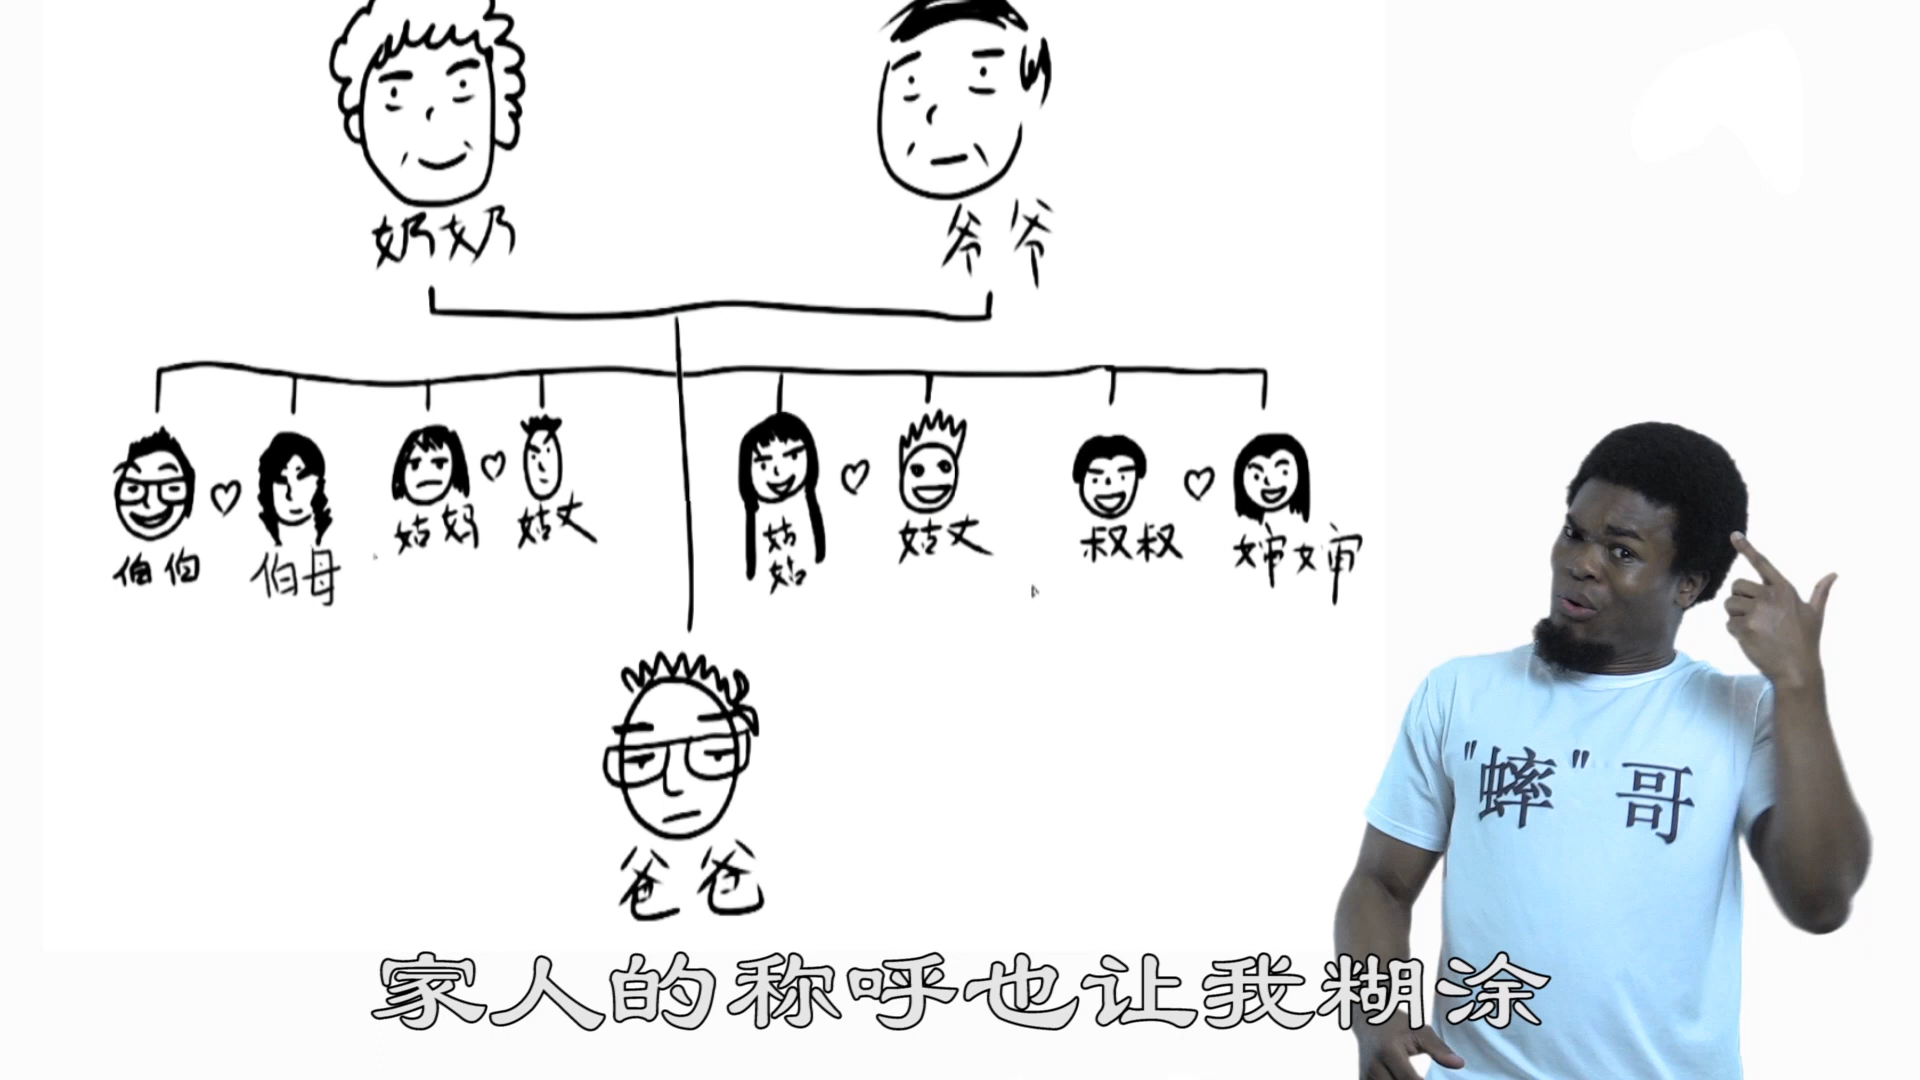 奶奶
爷爷
伯伯
伯母
姑妈
姑丈
姑姑
姑丈
叔叔
婶婶
爸爸
"蟀"哥
家人的称呼也让我糊涂